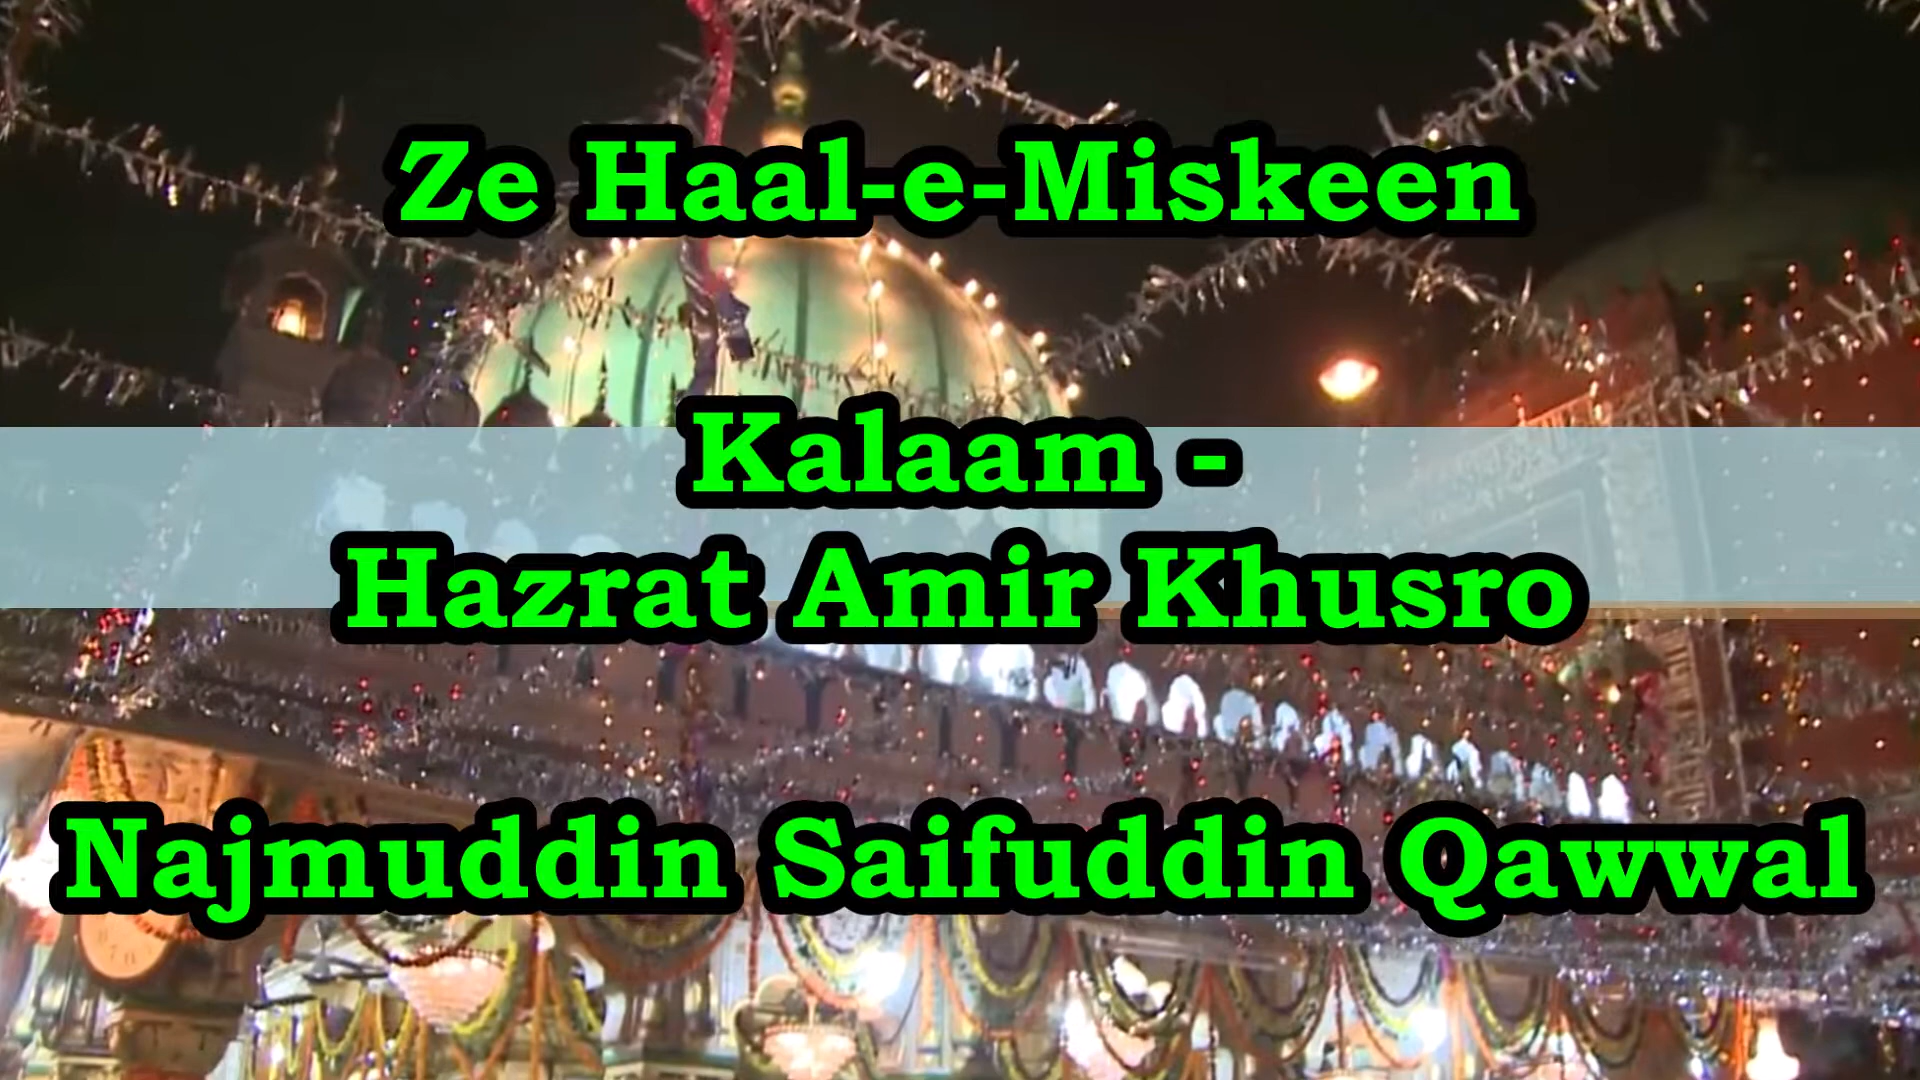 Ze Haal-e-Miskeen
Kalaam -
Hazrat Amir Khusro
Najmuddin Saifuddin Qawwal